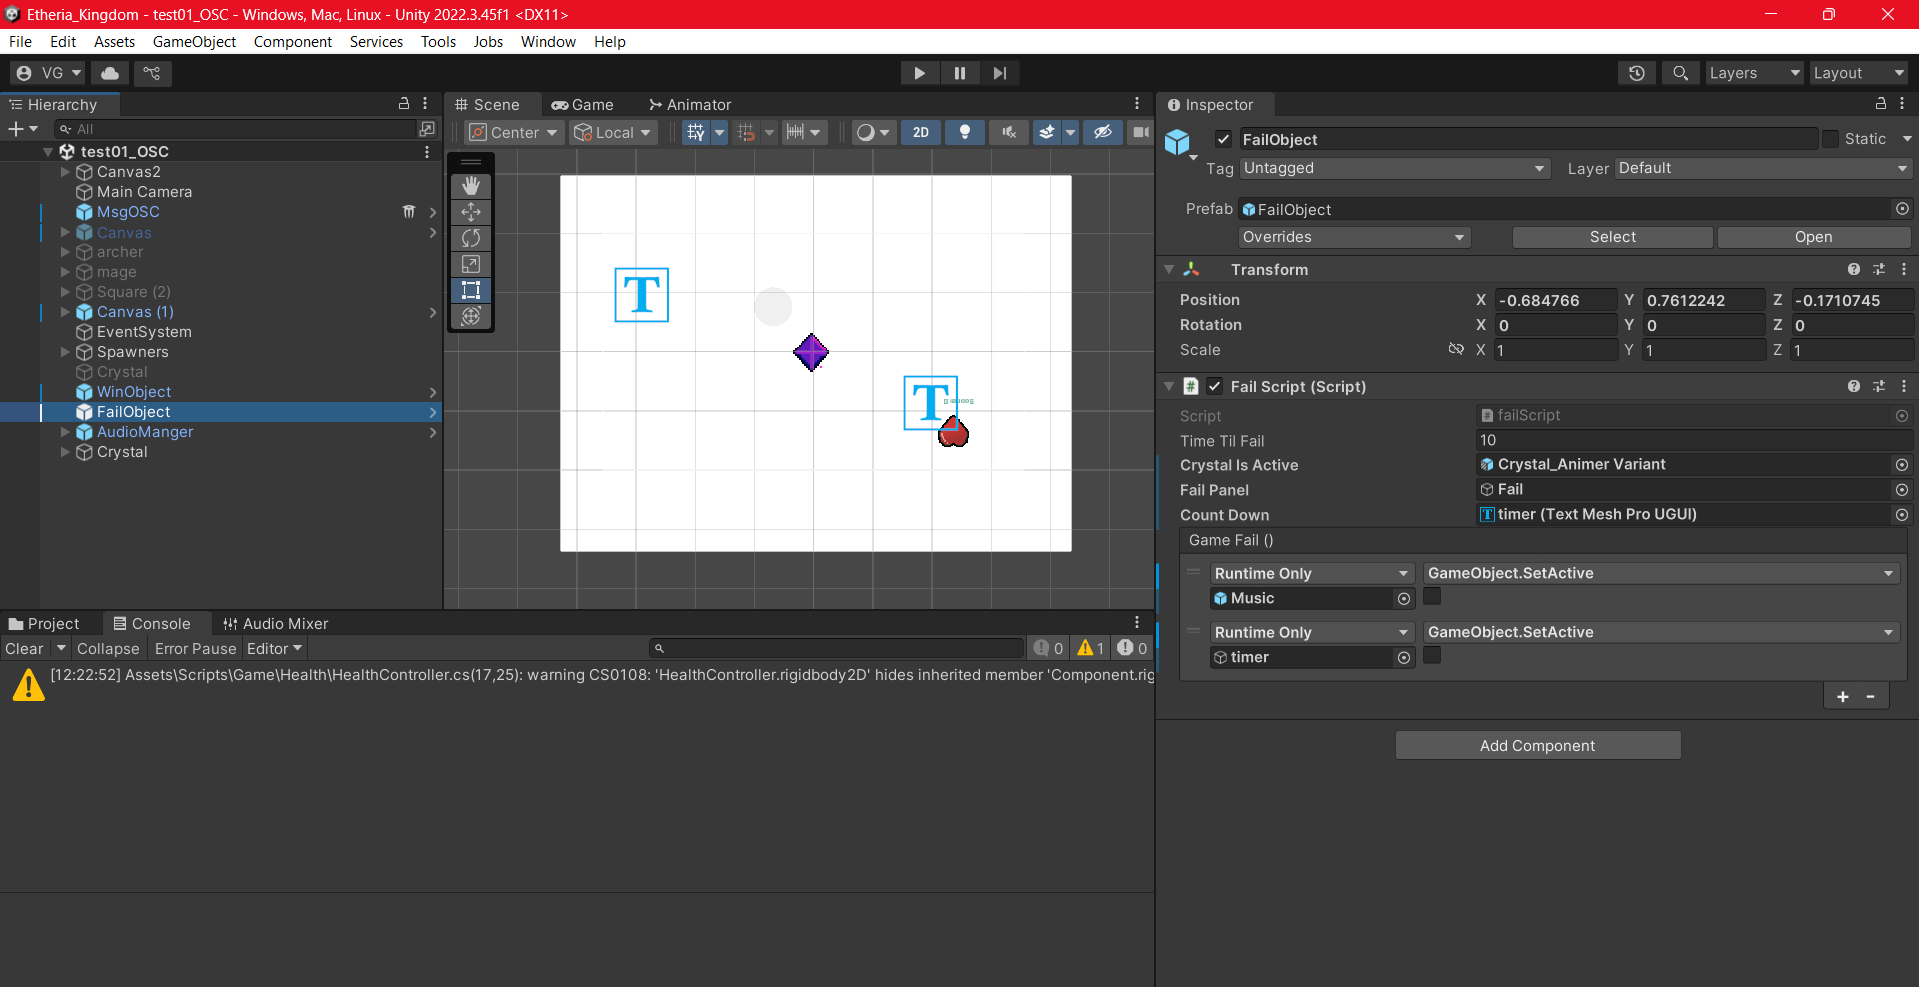 Etheria_Kingdom - test01_OSC - Windows, Mac, Linux - Unity 2022.3.45f1 <DX11>
File Edit Assets GameObject Component Services Tools Jobs Window Help
VG
Layers Layout
Hierarchy
All
test01_OSC
Canvas2
Main Camera
MsgOSC
Canvas
archer
mage
Square (2)
Canvas (1)
EventSystem
Spawners
Crystal
WinObject
FailObject
AudioManger
Crystal
Scene Game Animator
Center Local 2D
T
T
Inspector
FailObject Static
Tag Untagged Layer Default
Prefab FailObject
Overrides Select Open
Transform
Position X -0.684766 Y 0.7612242 Z -0.1710745
Rotation X 0 Y 0 Z 0
Scale X 1 Y 1 Z 1
# Fail Script (Script)
Script failScript
Time Til Fail 10
Crystal Is Active Crystal_Animer Variant
Fail Panel Fail
Count Down timer (Text Mesh Pro UGUI)
Game Fail ()
Runtime Only GameObject.SetActive
Music
Runtime Only GameObject.SetActive
timer
+ -
Add Component
Project Console Audio Mixer
Clear Collapse Error Pause Editor 0 1 0
[12:22:52] Assets\Scripts\Game\Health\HealthController.cs(17,25): warning CS0108: 'HealthController.rigidbody2D' hides inherited member 'Component.rig